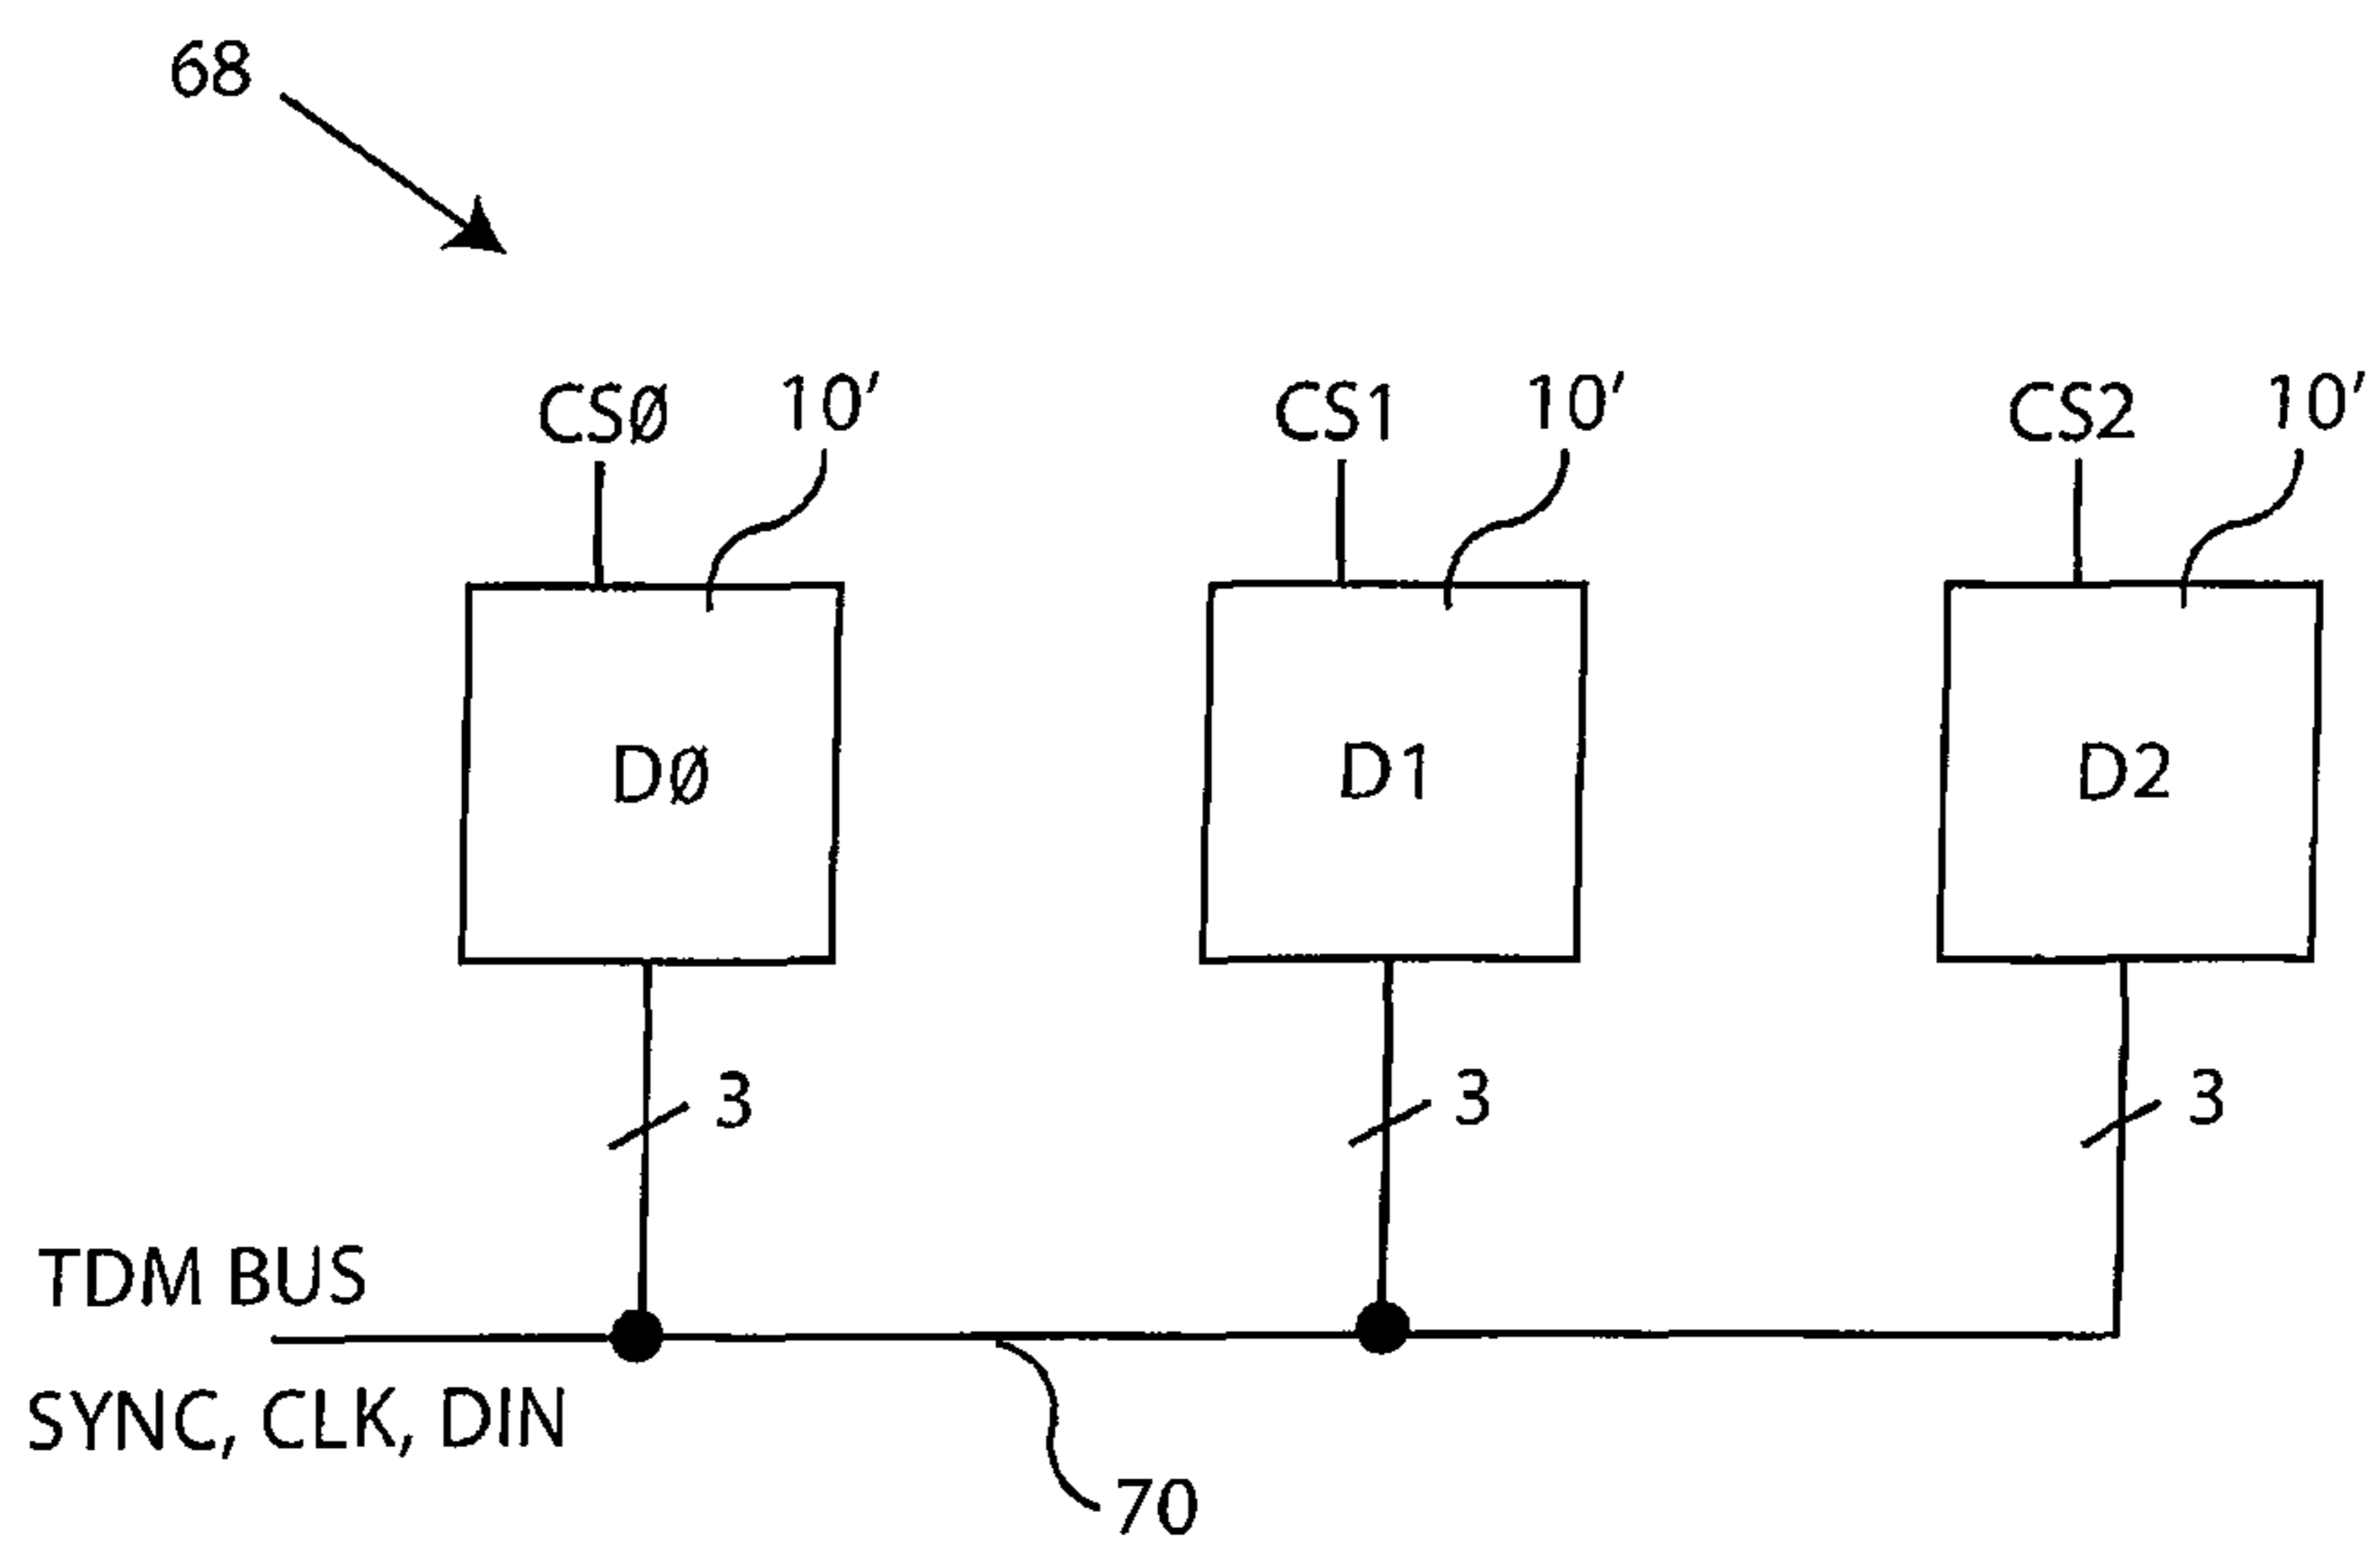 68
CSØ 10’ CS1 10’ CS2 10’
DØ D1 D2
3 3 3
TDM BUS
SYNC, CLK, DIN
70